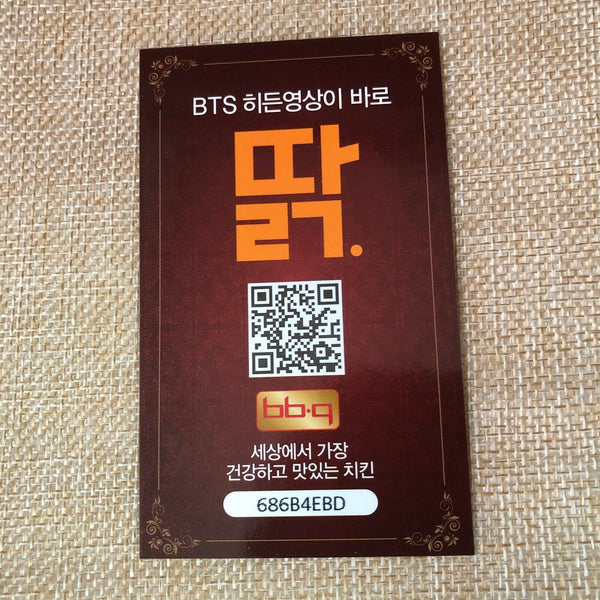 BTS 히든영상이 바로
딹.
bb·q
세상에서 가장
건강하고 맛있는 치킨
686B4EBD